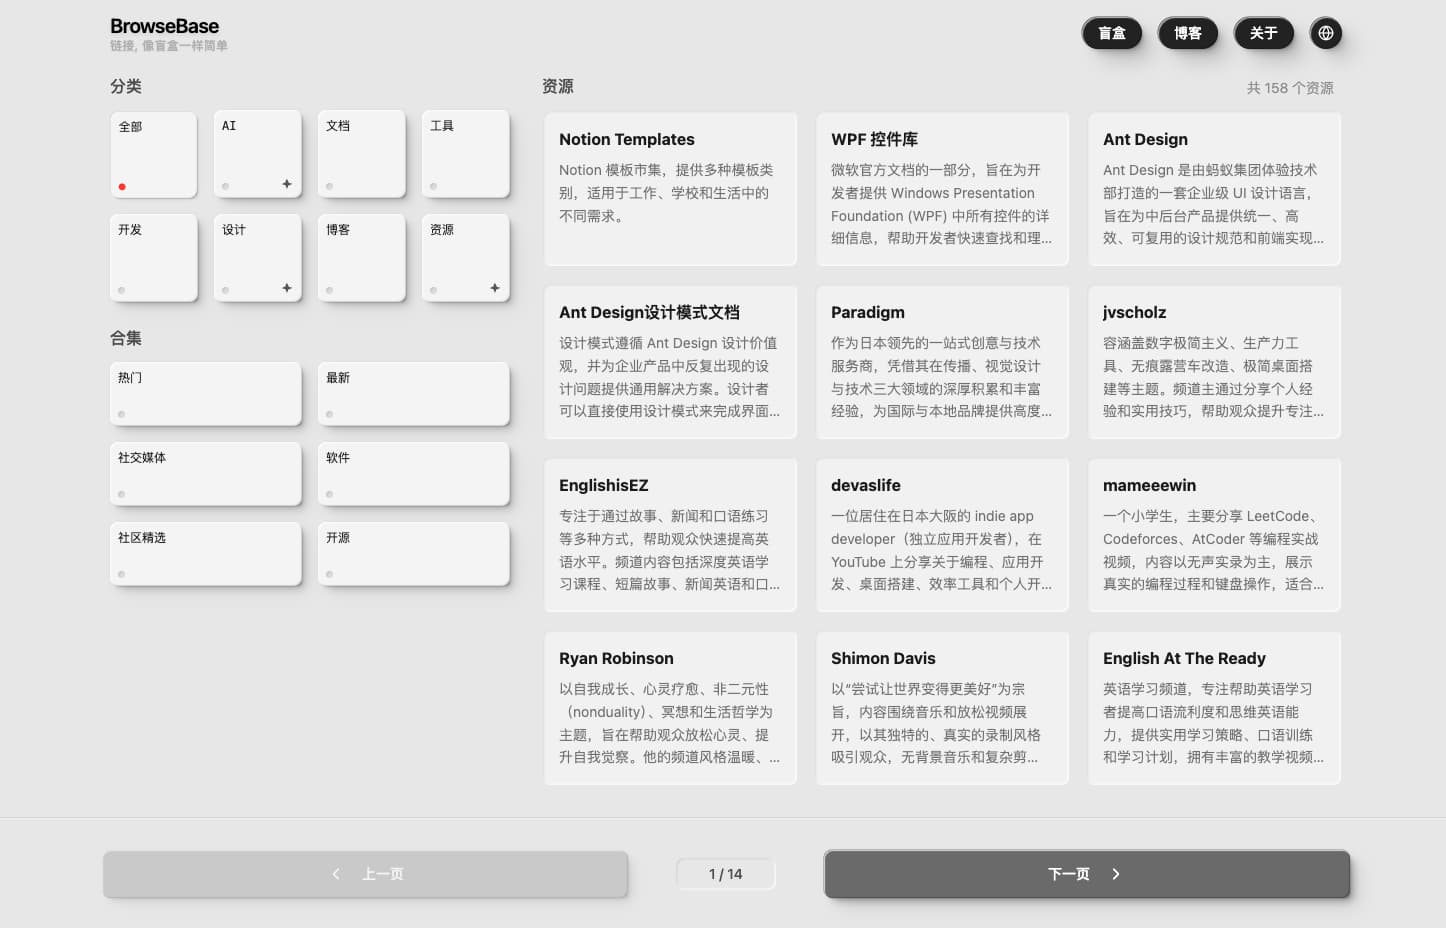 BrowseBase
链接, 像盲盒一样简单
盲盒
博客
关于
分类
全部
AI
文档
工具
开发
设计
博客
资源
合集
热门
最新
社交媒体
软件
社区精选
开源
资源
共 158 个资源
Notion Templates
Notion 模板市集，提供多种模板类
别，适用于工作、学校和生活中的
不同需求。
WPF 控件库
微软官方文档的一部分，旨在为开
发者提供 Windows Presentation
Foundation (WPF) 中所有控件的详
细信息，帮助开发者快速查找和理...
Ant Design
Ant Design 是由蚂蚁集团体验技术
部打造的一套企业级 UI 设计语言，
旨在为中后台产品提供统一、高
效、可复用的设计规范和前端实现...
Ant Design设计模式文档
设计模式遵循 Ant Design 设计价值
观，并为企业产品中反复出现的设
计问题提供通用解决方案。设计者
可以直接使用设计模式来完成界面...
Paradigm
作为日本领先的一站式创意与技术
服务商，凭借其在传播、视觉设计
与技术三大领域的深厚积累和丰富
经验，为国际与本地品牌提供高度...
jvscholz
容涵盖数字极简主义、生产力工
具、无痕露营车改造、极简桌面搭
建等主题。频道主通过分享个人经
验和实用技巧，帮助观众提升专注...
EnglishisEZ
专注于通过故事、新闻和口语练习
等多种方式，帮助观众快速提高英
语水平。频道内容包括深度英语学
习课程、短篇故事、新闻英语和口...
devaslife
一位居住在日本大阪的 indie app
developer（独立应用开发者），在
YouTube 上分享关于编程、应用开
发、桌面搭建、效率工具和个人开...
mameeewin
一个小学生，主要分享 LeetCode、
Codeforces、AtCoder 等编程实战
视频，内容以无声实录为主，展示
真实的编程过程和键盘操作，适合...
Ryan Robinson
以自我成长、心灵疗愈、非二元性
（nonduality）、冥想和生活哲学为
主题，旨在帮助观众放松心灵、提
升自我觉察。他的频道风格温暖、...
Shimon Davis
以“尝试让世界变得更美好”为宗
旨，内容围绕音乐和放松视频展
开，以其独特的、真实的录制风格
吸引观众，无背景音乐和复杂剪...
English At The Ready
英语学习频道，专注帮助英语学习
者提高口语流利度和思维英语能
力，提供实用学习策略、口语训练
和学习计划，拥有丰富的教学视频...
上一页
1 / 14
下一页